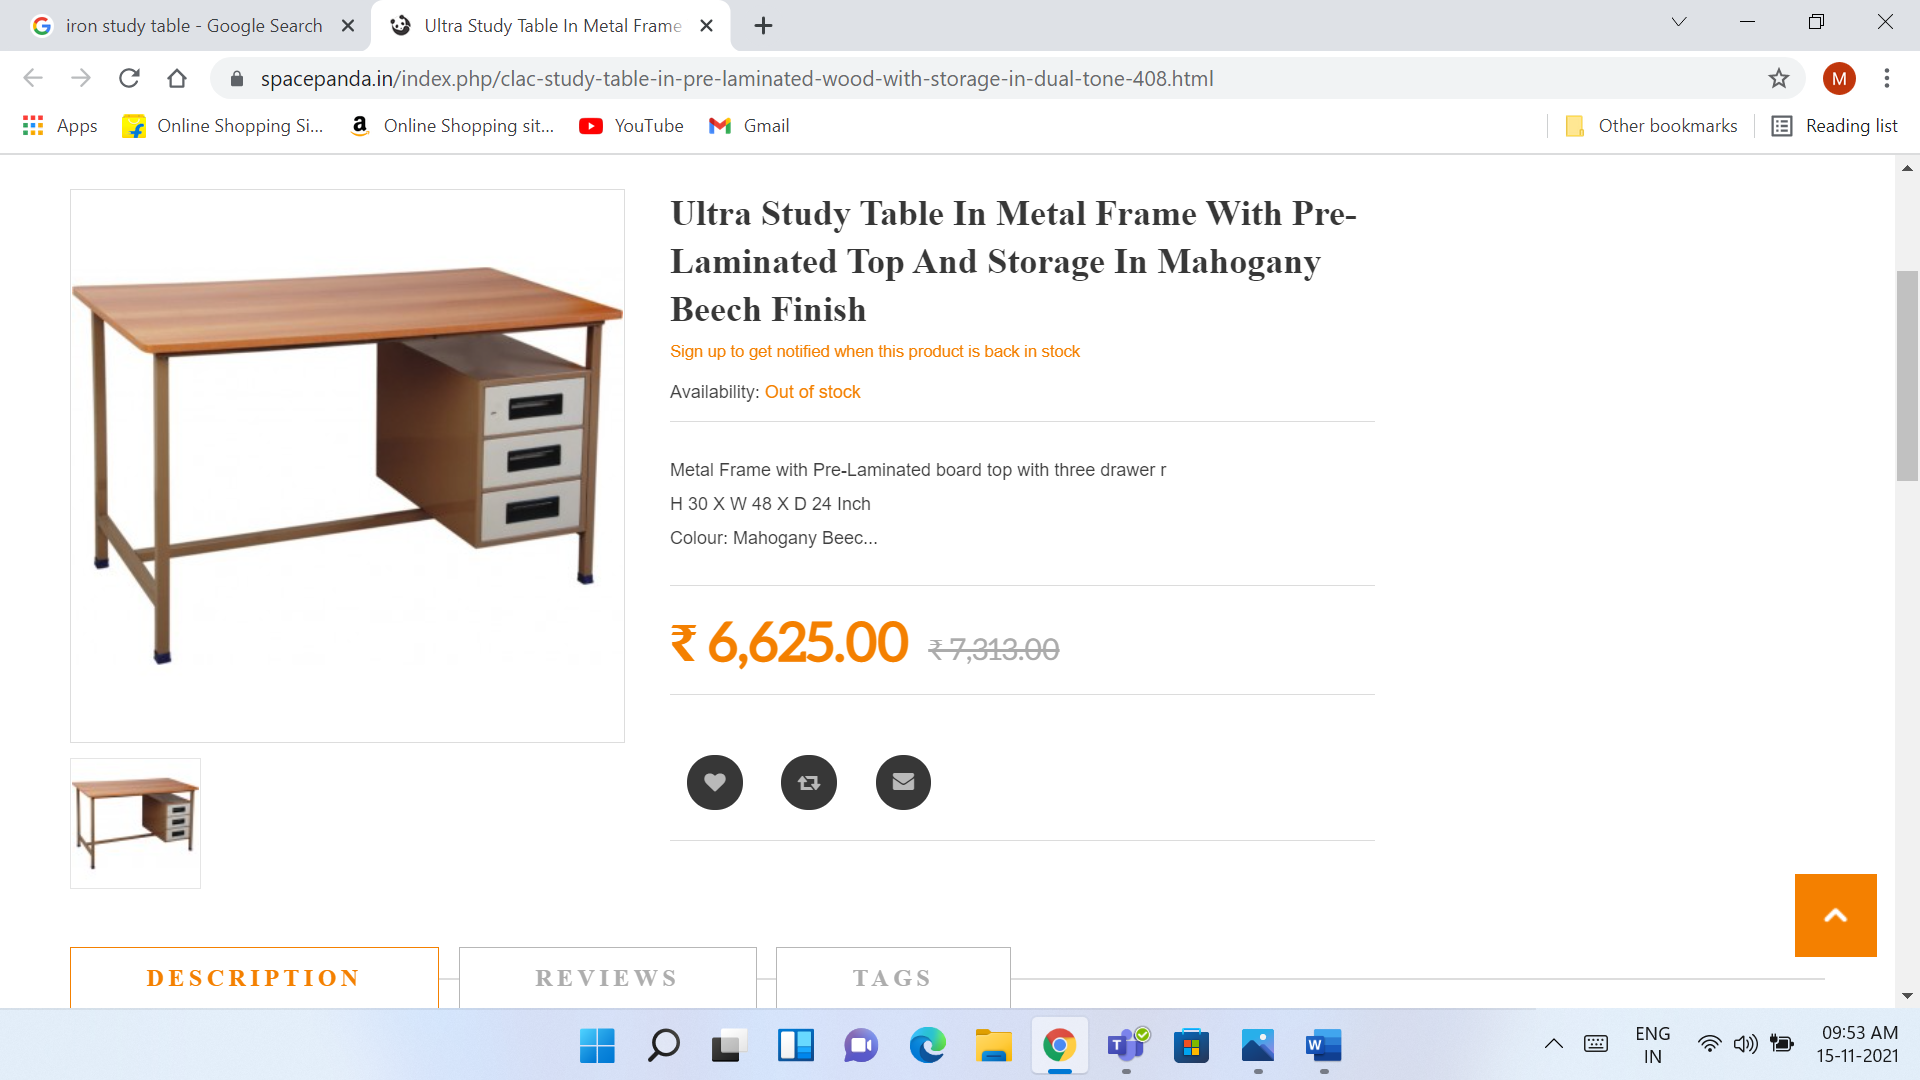 iron study table - Google Search
Ultra Study Table In Metal Frame
spacepanda.in/index.php/clac-study-table-in-pre-laminated-wood-with-storage-in-dual-tone-408.html
M
Apps
Online Shopping Si...
Online Shopping sit...
YouTube
Gmail
Other bookmarks
Reading list
Ultra Study Table In Metal Frame With Pre-
Laminated Top And Storage In Mahogany
Beech Finish
Sign up to get notified when this product is back in stock
Availability: Out of stock
Metal Frame with Pre-Laminated board top with three drawer r
H 30 X W 48 X D 24 Inch
Colour: Mahogany Beec...
₹ 6,625.00 ₹ 7,313.00
DESCRIPTION
REVIEWS
TAGS
ENG
IN
09:53 AM
15-11-2021